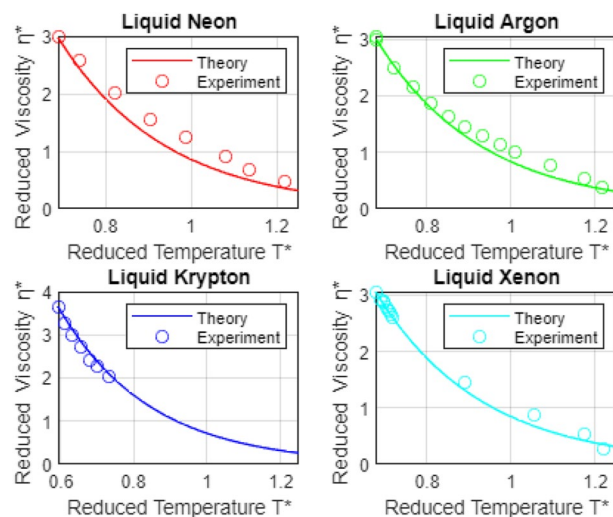 Liquid Neon
3
2
1
0
0.8
1
1.2
Reduced Viscosity η*
Reduced Temperature T*
Theory
Experiment
Liquid Argon
3
2
1
0
0.8
1
1.2
Reduced Viscosity η*
Reduced Temperature T*
Theory
Experiment
Liquid Krypton
4
3
2
1
0
0.6
0.8
1
1.2
Reduced Viscosity η*
Reduced Temperature T*
Theory
Experiment
Liquid Xenon
3
2
1
0
0.8
1
1.2
Reduced Viscosity η*
Reduced Temperature T*
Theory
Experiment